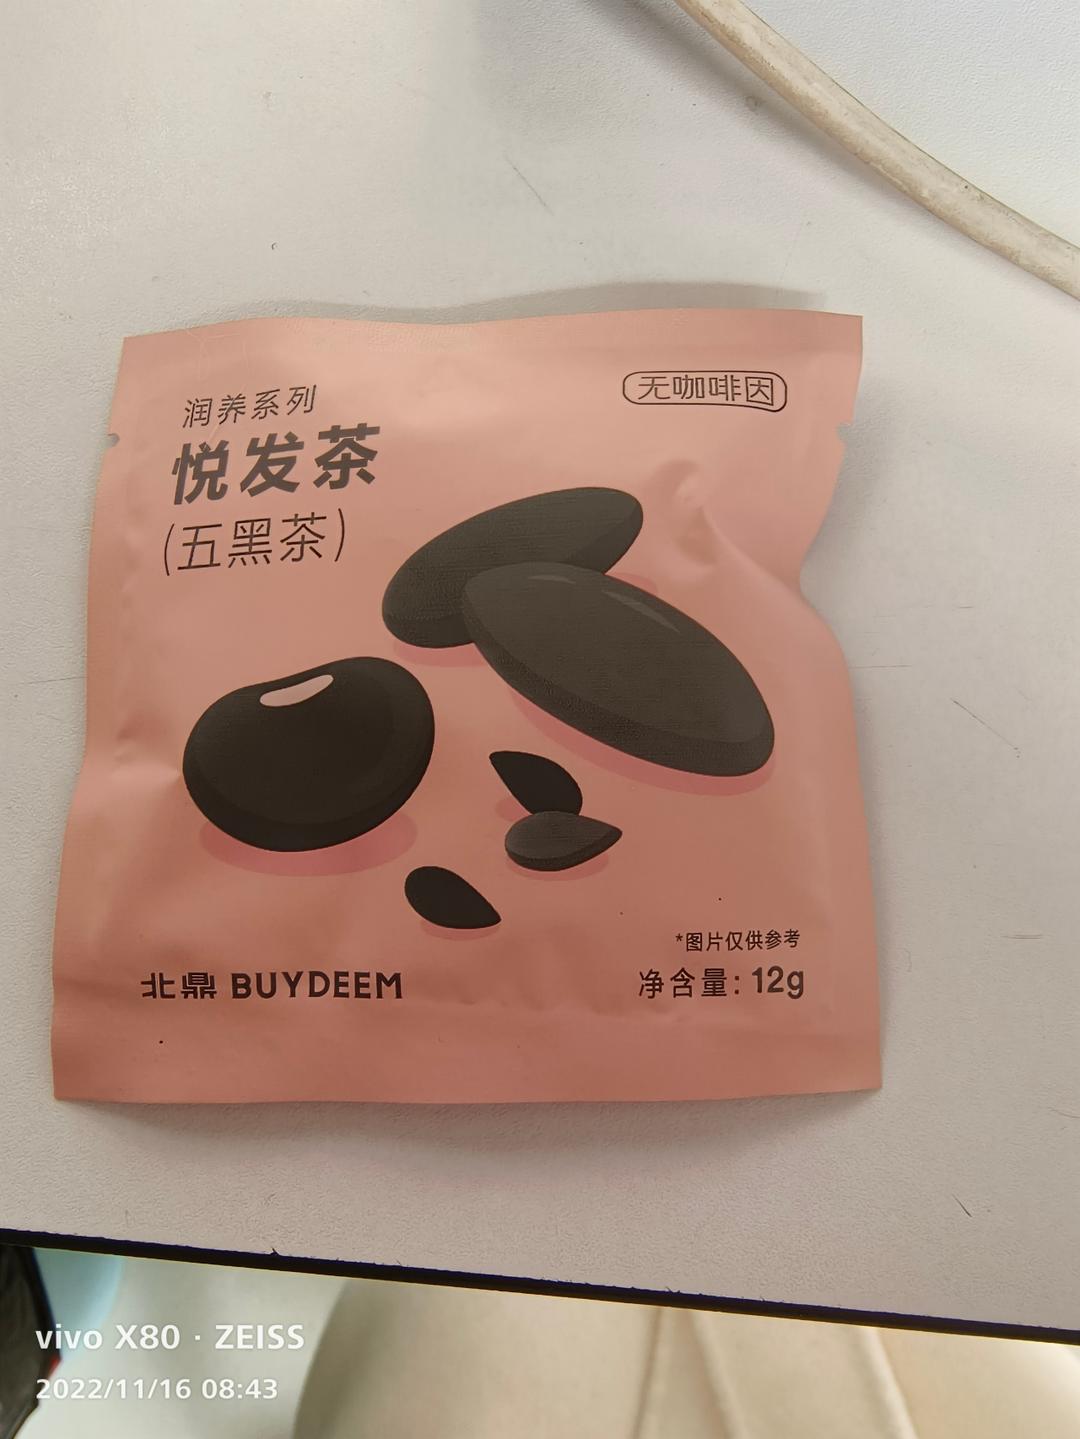 润养系列
无咖啡因
悦发茶
(五黑茶)
*图片仅供参考
北鼎 BUYDEEM
净含量: 12g
vivo X80 · ZEISS
2022/11/16 08:43